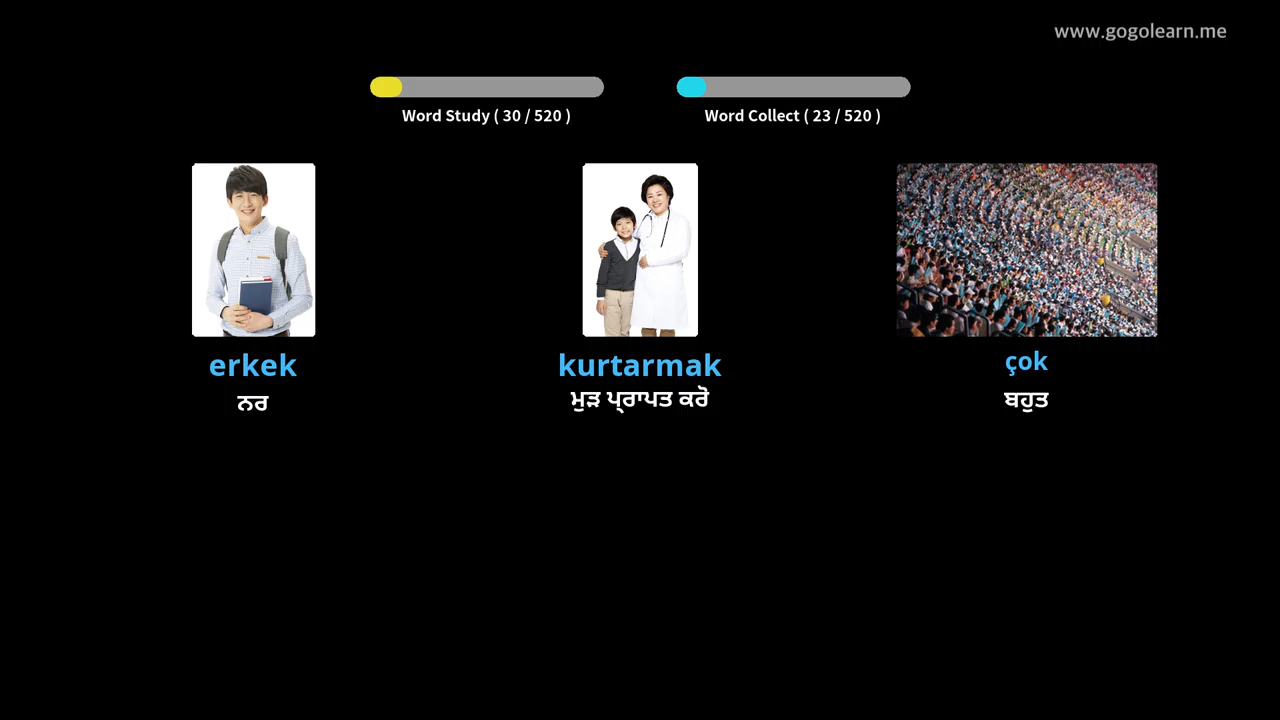 www.gogolearn.me
Word Study ( 30 / 520 )
Word Collect ( 23 / 520 )
erkek
ਨਰ
kurtarmak
ਮੁੜ ਪ੍ਰਾਪਤ ਕਰੋ
çok
ਬਹੁਤ